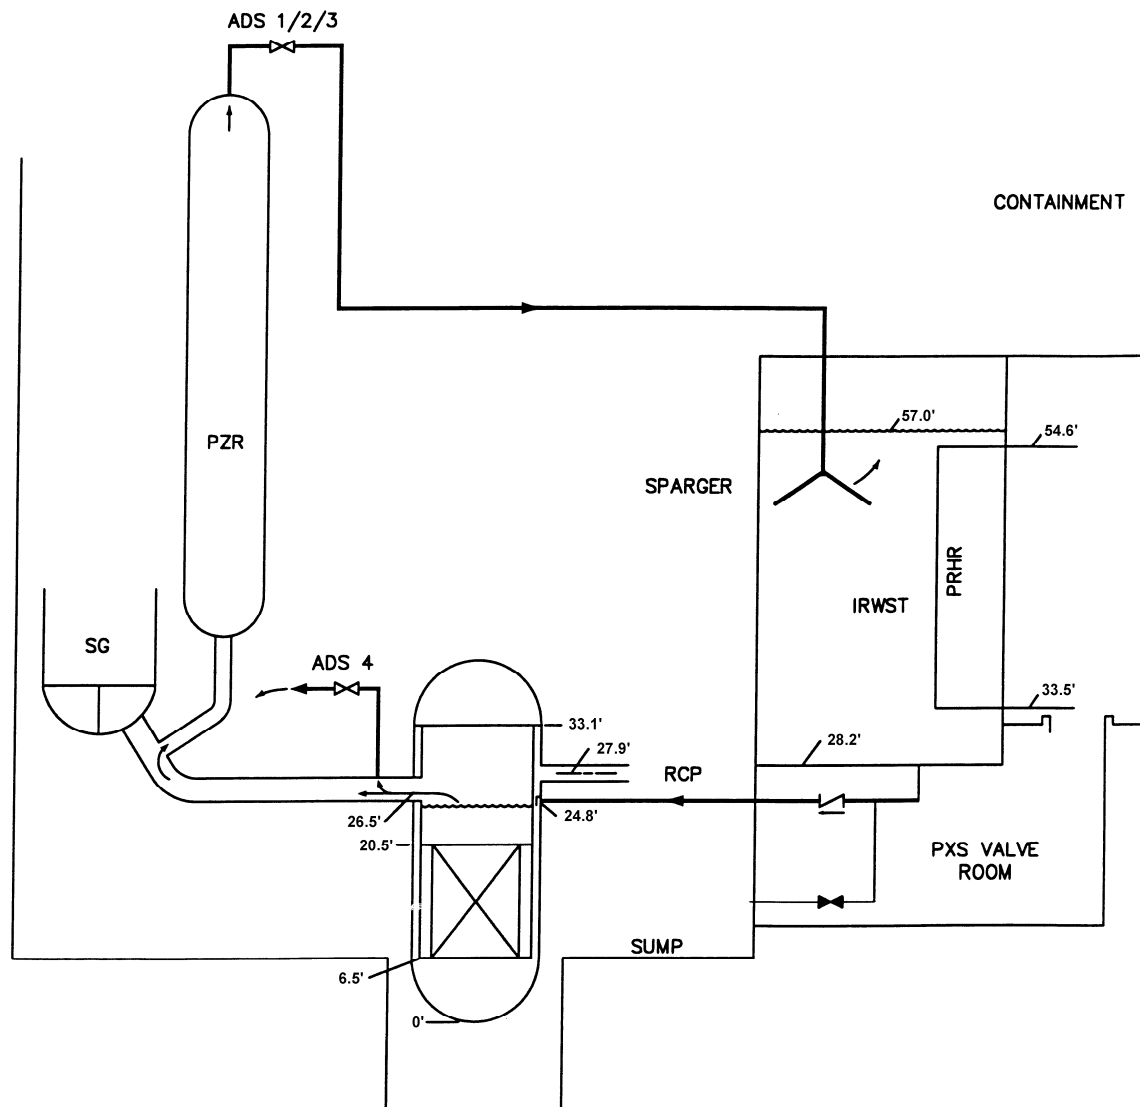 ADS 1/2/3
CONTAINMENT
57.0'
54.6'
PZR
SPARGER
PRHR
IRWST
SG
ADS 4
33.5'
33.1'
28.2'
27.9'
RCP
26.5'
24.8'
20.5'
PXS VALVE
ROOM
SUMP
6.5'
0'